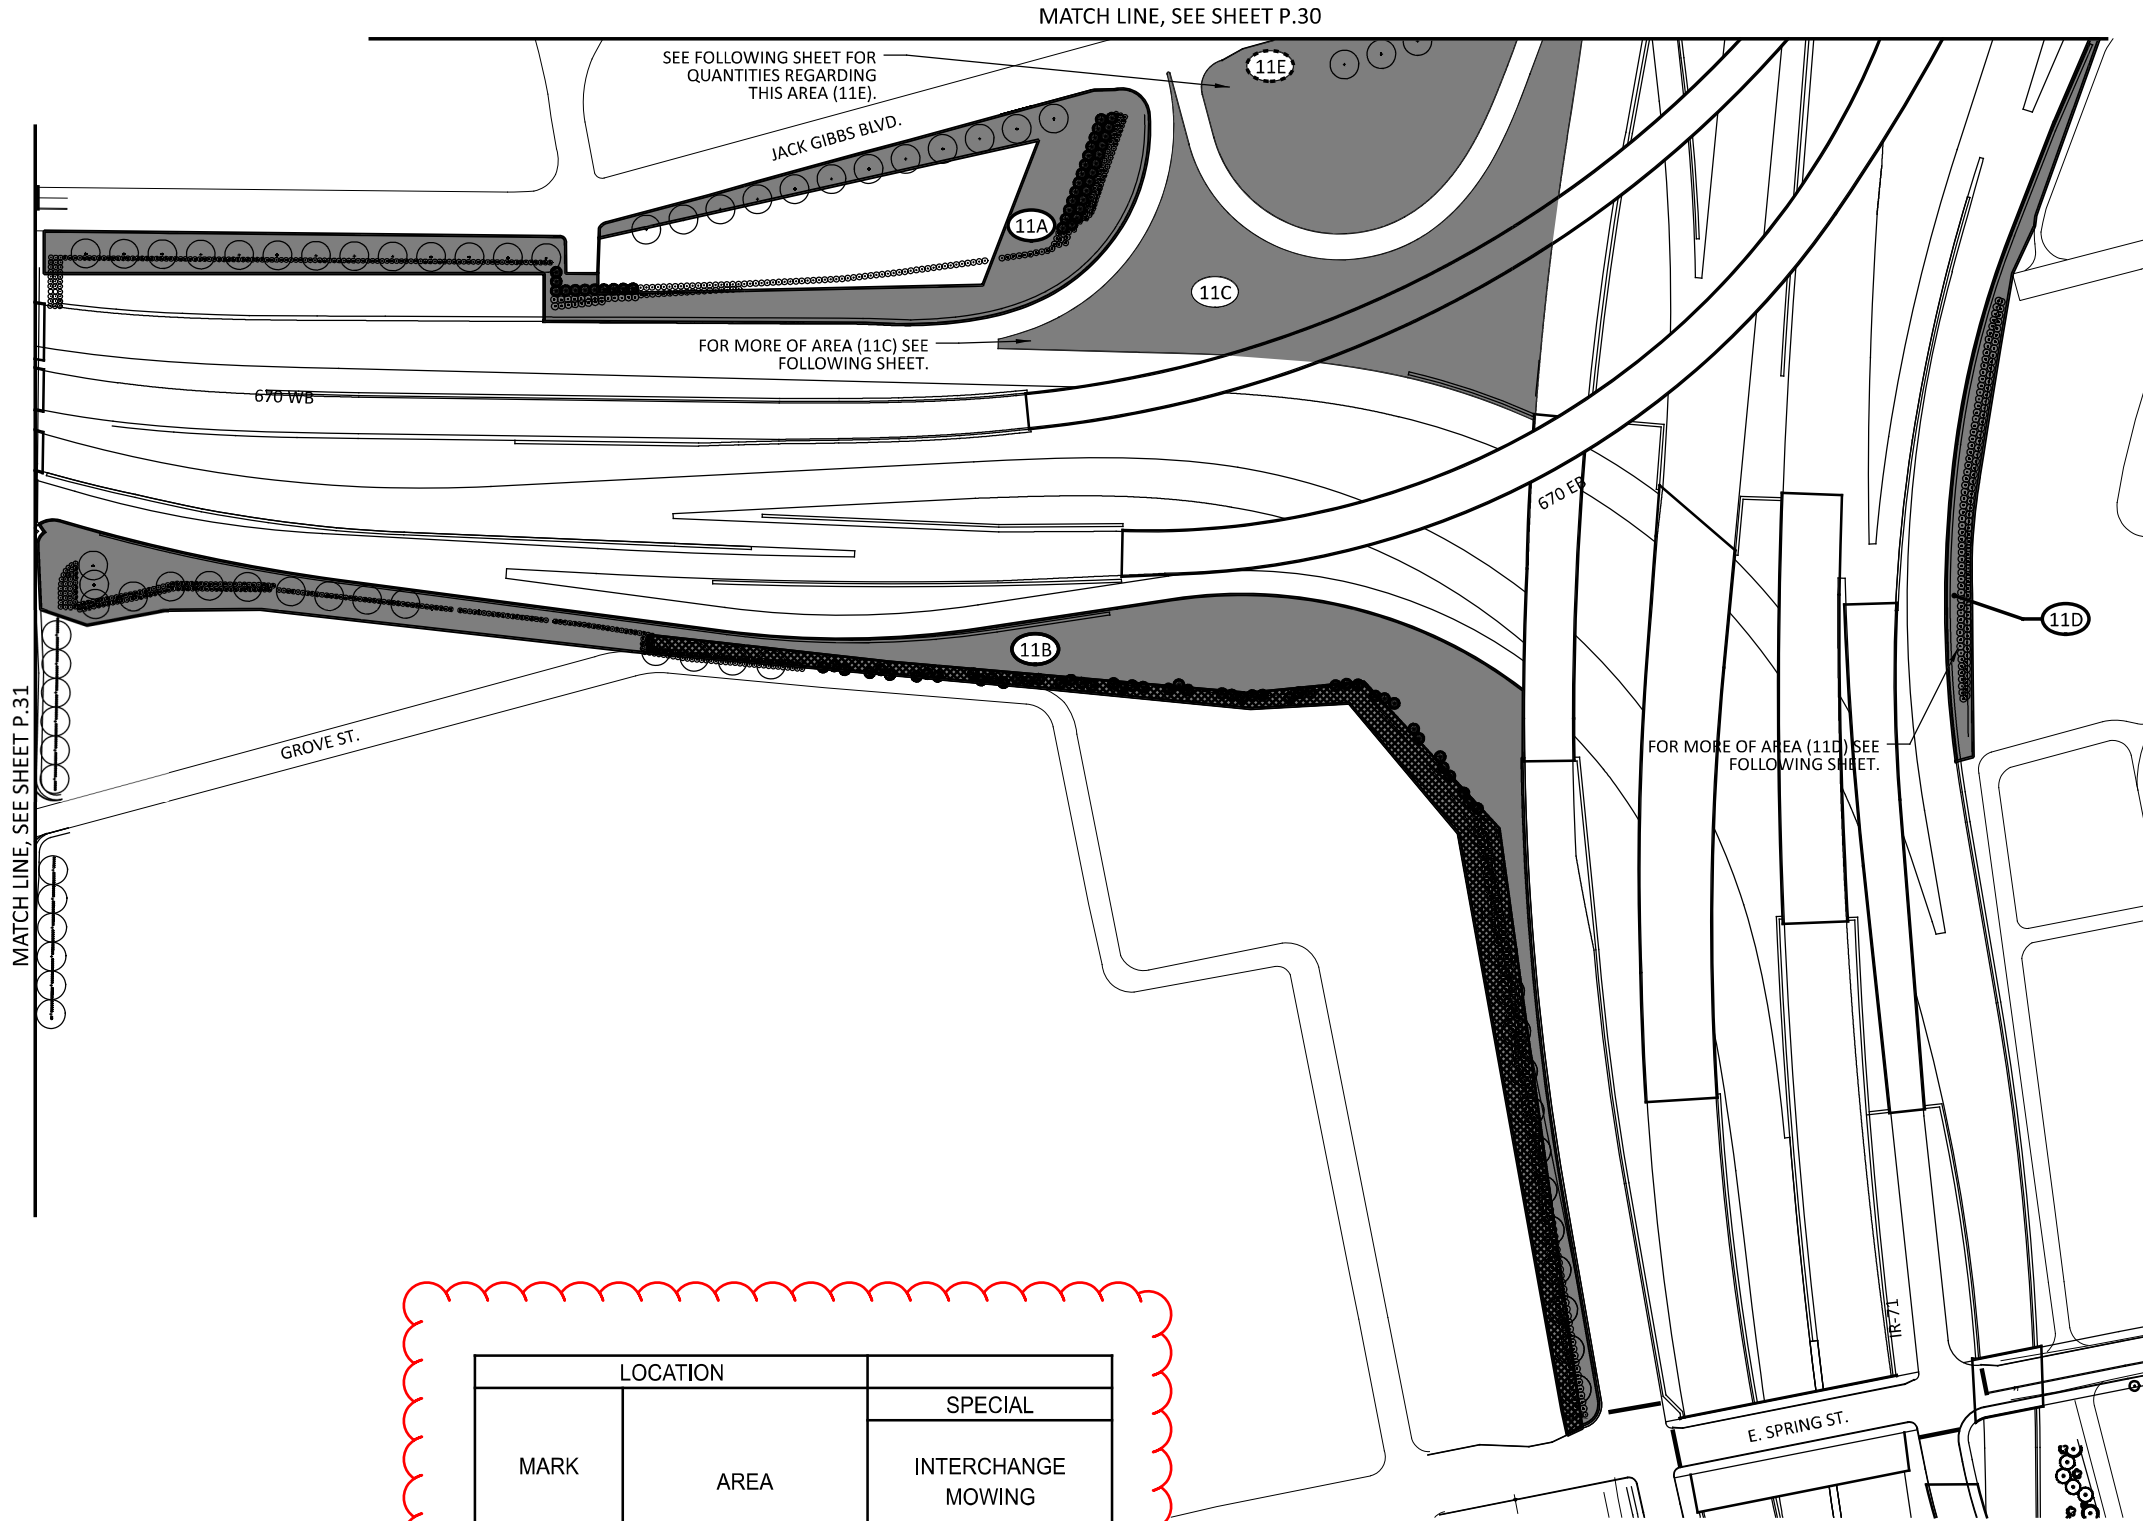 MATCH LINE, SEE SHEET P.30
SEE FOLLOWING SHEET FOR
QUANTITIES REGARDING
THIS AREA (11E).
11E
JACK GIBBS BLVD.
11A
11C
FOR MORE OF AREA (11C) SEE
FOLLOWING SHEET.
670 WB
670 EB
11D
11B
MATCH LINE, SEE SHEET P.31
GROVE ST.
FOR MORE OF AREA (11D) SEE
FOLLOWING SHEET.
IR-71
E. SPRING ST.
LOCATION
SPECIAL
MARK
AREA
INTERCHANGE
MOWING